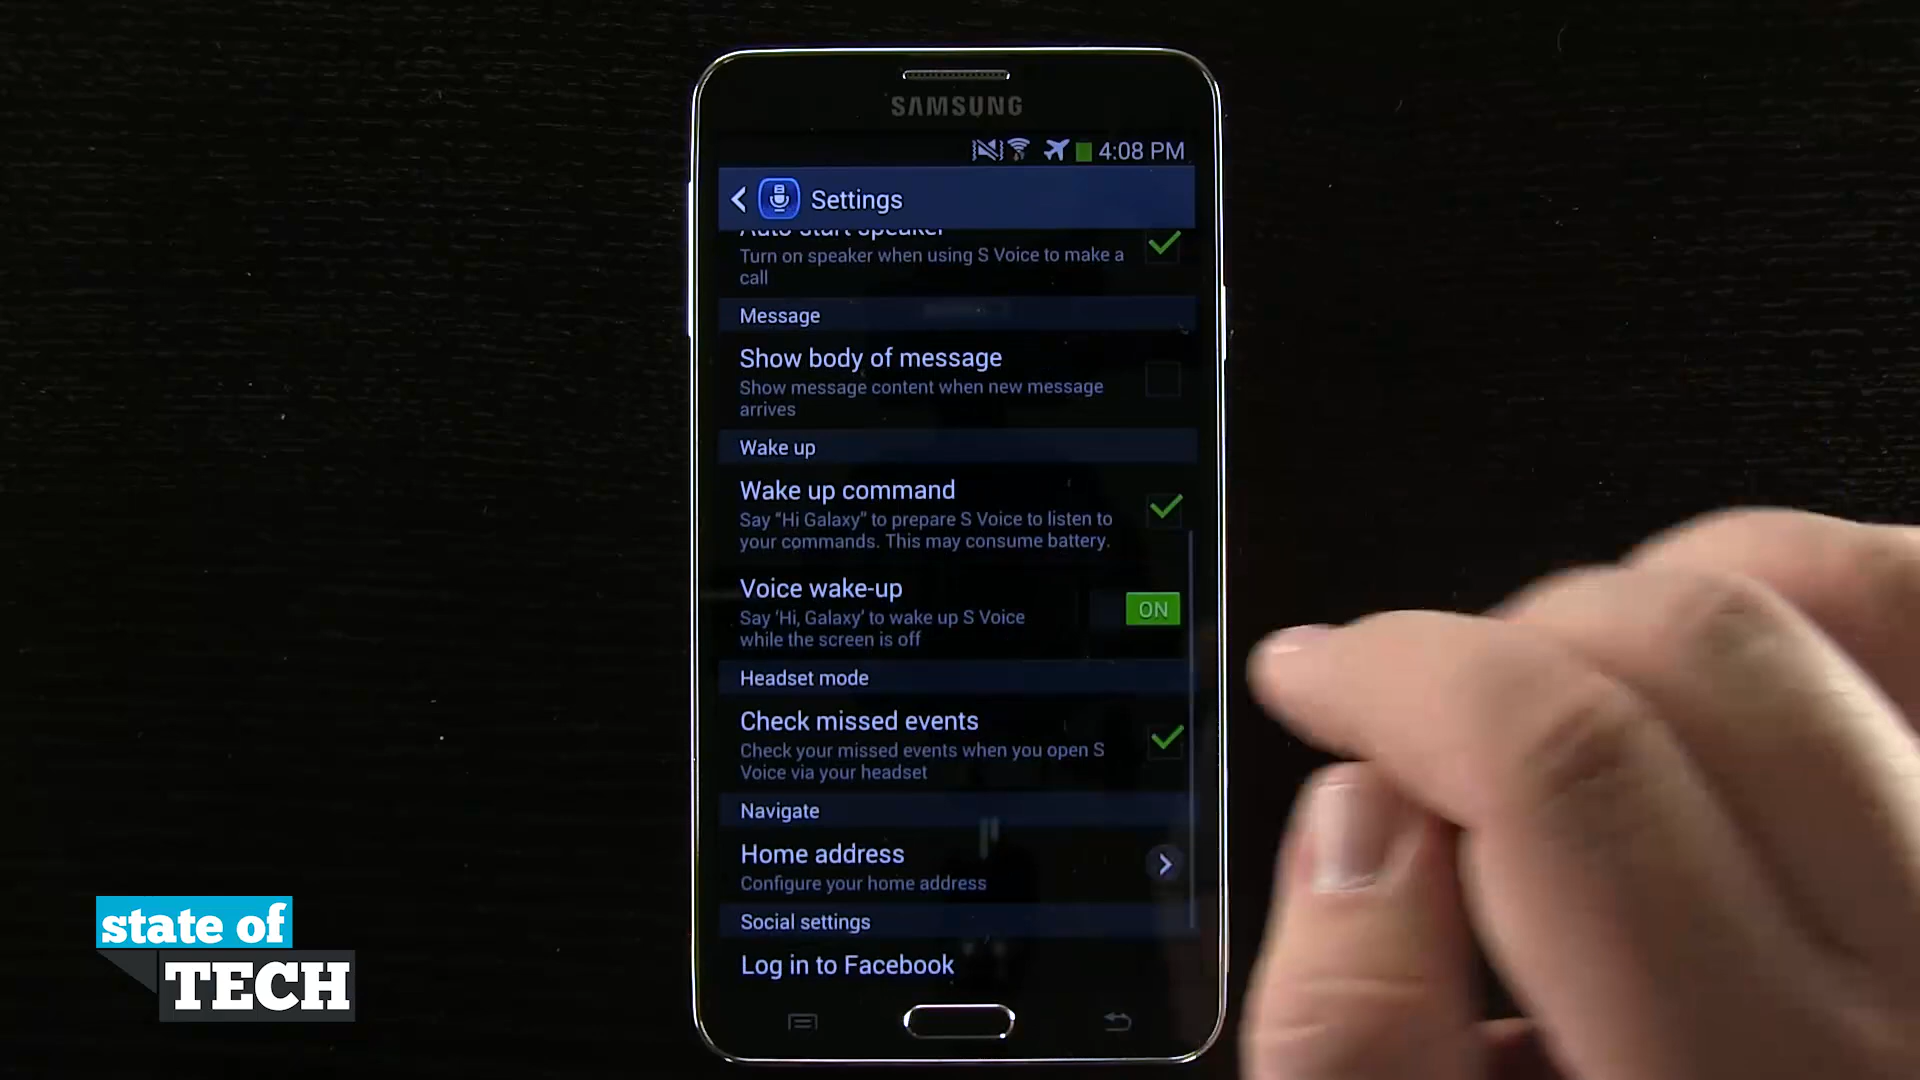 SAMSUNG
4:08 PM
Settings
Auto start speaker
Turn on speaker when using S Voice to make a
call
Message
Show body of message
Show message content when new message
arrives
Wake up
Wake up command
Say “Hi Galaxy” to prepare S Voice to listen to
your commands. This may consume battery.
Voice wake-up
Say ‘Hi, Galaxy’ to wake up S Voice
while the screen is off
ON
Headset mode
Check missed events
Check your missed events when you open S
Voice via your headset
Navigate
Home address
Configure your home address
Social settings
Log in to Facebook
state of
TECH